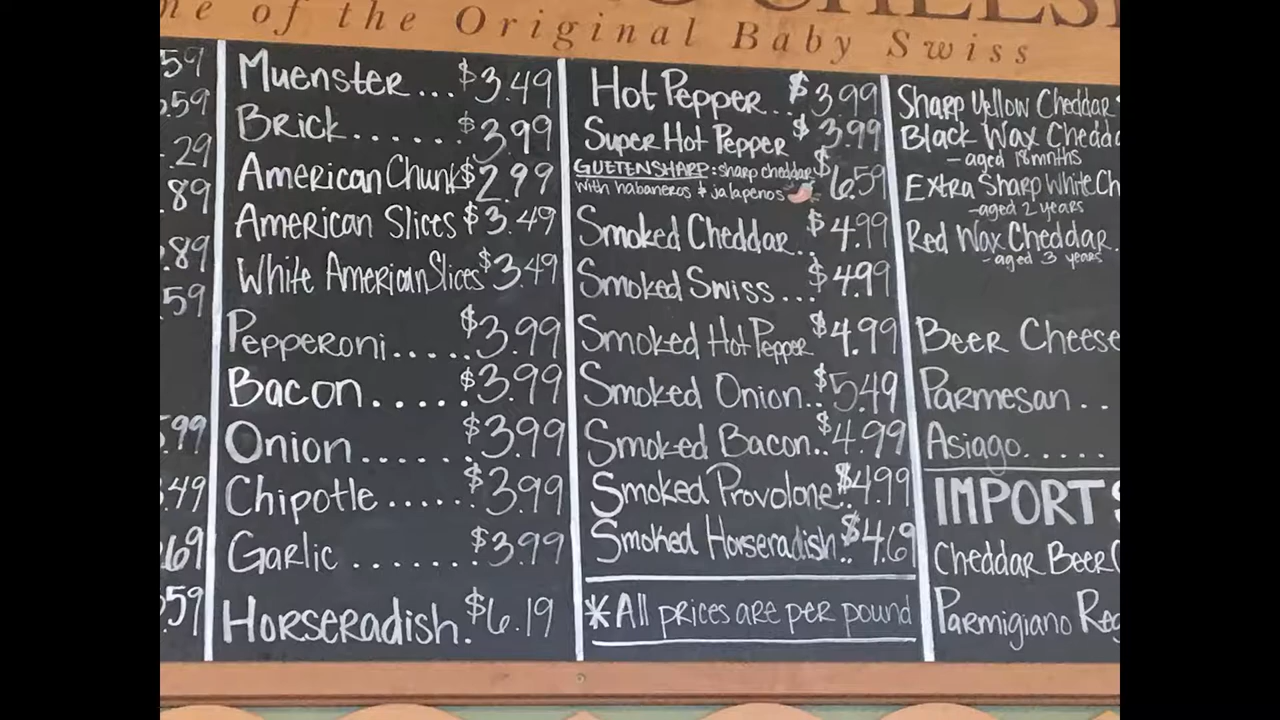 of the Original Baby Swiss
59
.59
.29
.89
.89
.59
.99
.49
.69
.59
Muenster... $3.49
Brick...... $3.99
American Chunk $2.99
American Slices $3.49
White American Slices $3.49
Pepperoni..... $3.99
Bacon..... $3.99
Onion...... $3.99
Chipotle...... $3.99
Garlic ....... $3.99
Horseradish. $6.19
Hot Pepper.. $3.99
Super Hot Pepper $3.99
GUETENSHARP: sharp cheddar $6.59
with habaneros & jalapenos
Smoked Cheddar.. $4.99
Smoked Swiss... $4.99
Smoked Hot Pepper $4.99
Smoked Onion.. $5.49
Smoked Bacon.. $4.99
Smoked Provolone. $4.99
Smoked Horseradish.. $4.69
*All prices are per pound
Sharp Yellow Cheddar
Black Wax Chedda
- aged 18 mnths
Extra Sharp White Ch
- aged 2 years
Red Wax Cheddar.
- aged 3 years
Beer Cheese
Parmesan ..
Asiago.....
IMPORTS
Cheddar Beer
Parmigiano Reg